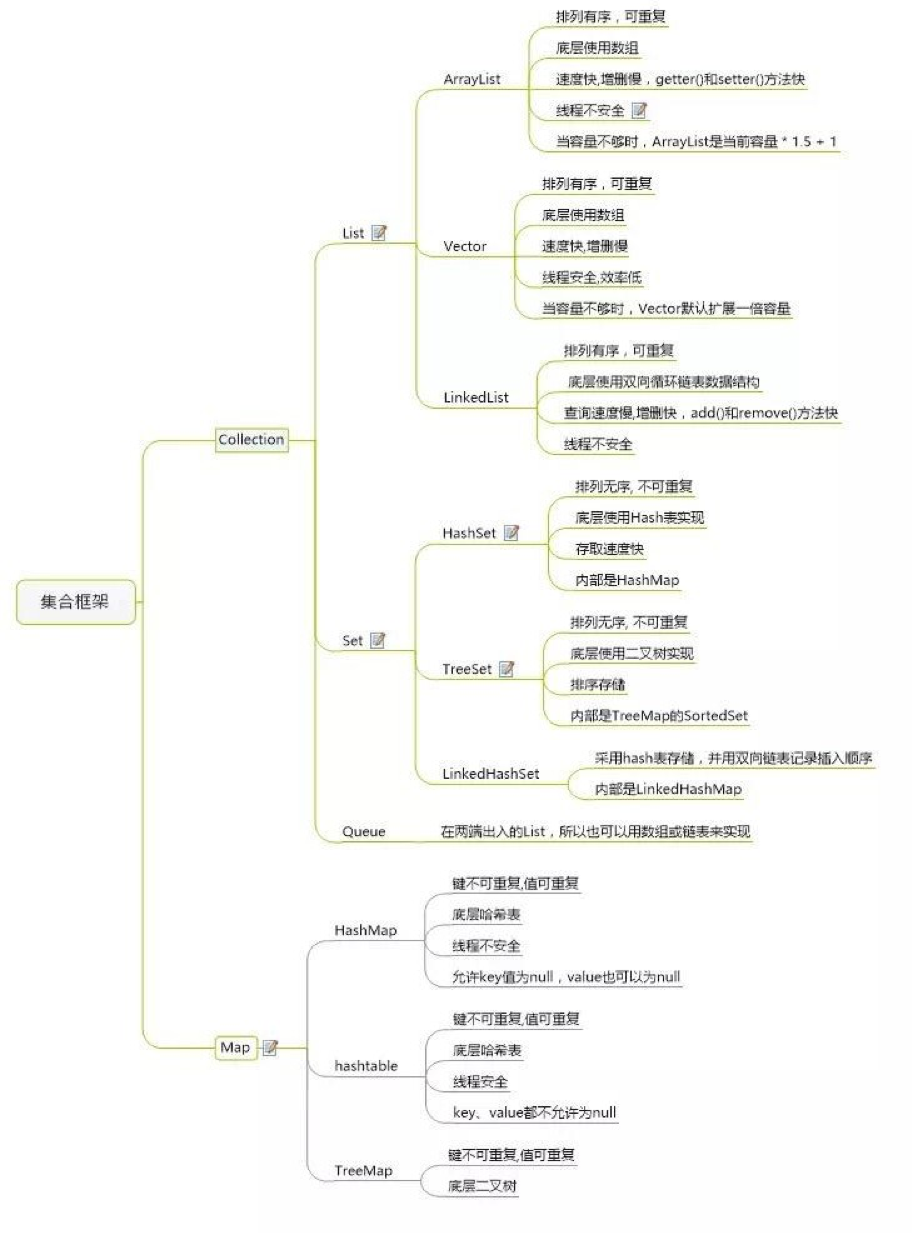 集合框架
Collection
List
ArrayList
排列有序，可重复
底层使用数组
速度快,增删慢，getter()和setter()方法快
线程不安全
当容量不够时，ArrayList是当前容量 * 1.5 + 1
Vector
排列有序，可重复
底层使用数组
速度快,增删慢
线程安全,效率低
当容量不够时，Vector默认扩展一倍容量
LinkedList
排列有序，可重复
底层使用双向循环链表数据结构
查询速度慢,增删快，add()和remove()方法快
线程不安全
Set
HashSet
排列无序, 不可重复
底层使用Hash表实现
存取速度快
内部是HashMap
TreeSet
排列无序, 不可重复
底层使用二叉树实现
排序存储
内部是TreeMap的SortedSet
LinkedHashSet
采用hash表存储，并用双向链表记录插入顺序
内部是LinkedHashMap
Queue
在两端出入的List，所以也可以用数组或链表来实现
Map
HashMap
键不可重复,值可重复
底层哈希表
线程不安全
允许key值为null，value也可以为null
hashtable
键不可重复,值可重复
底层哈希表
线程安全
key、value都不允许为null
TreeMap
键不可重复,值可重复
底层二叉树